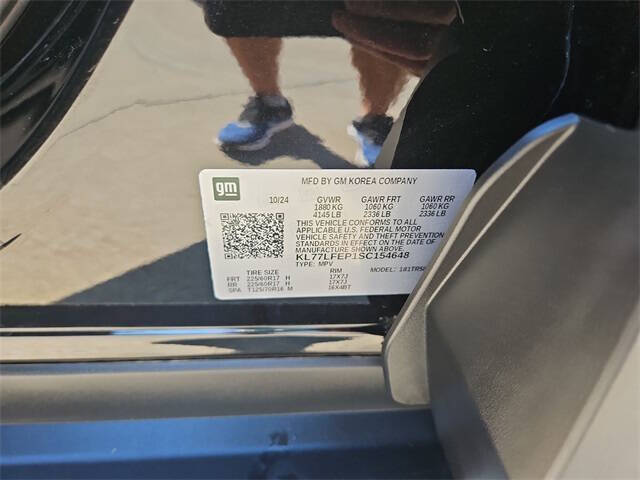 gm
MFD BY GM KOREA COMPANY
10/24 GVWR GAWR FRT GAWR RR
1880 KG 1060 KG 1060 KG
4145 LB 2336 LB 2336 LB
THIS VEHICLE CONFORMS TO ALL
APPLICABLE U.S. FEDERAL MOTOR
VEHICLE SAFETY AND THEFT PREVENTION
STANDARDS IN EFFECT ON THE DATE OF
MANUFACTURE SHOWN ABOVE.
KL77LFEP1SC154648
TYPE: MPV MODEL:
TIRE SIZE RIM
FRT 225/60R17 H 17X7J
RR 225/60R17 H 17X7J
SPA T125/70R16 M 16X4BT